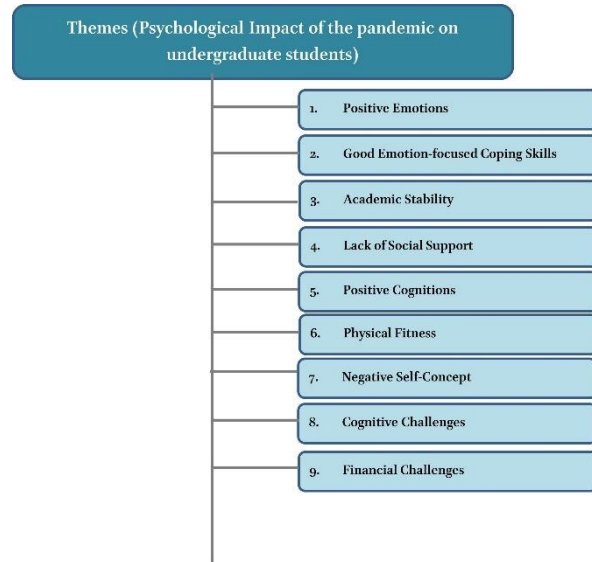 Themes (Psychological Impact of the pandemic on
undergraduate students)
1. Positive Emotions
2. Good Emotion-focused Coping Skills
3. Academic Stability
4. Lack of Social Support
5. Positive Cognitions
6. Physical Fitness
7. Negative Self-Concept
8. Cognitive Challenges
9. Financial Challenges